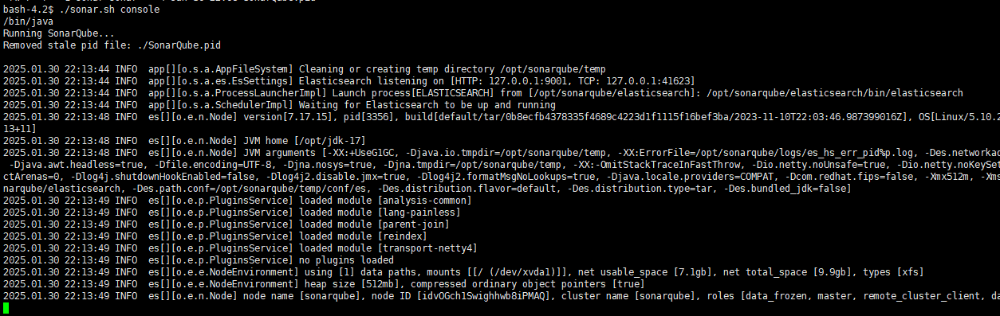 bash-4.2$ ./sonar.sh console
/bin/java
Running SonarQube...
Removed stale pid file: ./SonarQube.pid
2025.01.30 22:13:44 INFO  app[][o.s.a.AppFileSystem] Cleaning or creating temp directory /opt/sonarqube/temp
2025.01.30 22:13:44 INFO  app[][o.s.a.es.EsSettings] Elasticsearch listening on [HTTP: 127.0.0.1:9001, TCP: 127.0.0.1:41623]
2025.01.30 22:13:44 INFO  app[][o.s.a.ProcessLauncherImpl] Launch process[ELASTICSEARCH] from [/opt/sonarqube/elasticsearch]: /opt/sonarqube/elasticsearch/bin/elasticsearch
2025.01.30 22:13:44 INFO  app[][o.s.a.SchedulerImpl] Waiting for Elasticsearch to be up and running
2025.01.30 22:13:48 INFO  es[][o.e.n.Node] version[7.17.15], pid[3356], build[default/tar/0b8ecfb4378335f4689c4223d1f1115f16bef3ba/2023-11-10T22:03:46.987399016Z], OS[Linux/5.10.2
13+11]
2025.01.30 22:13:48 INFO  es[][o.e.n.Node] JVM home [/opt/jdk-17]
2025.01.30 22:13:48 INFO  es[][o.e.n.Node] JVM arguments [-XX:+UseG1GC, -Djava.io.tmpdir=/opt/sonarqube/temp, -XX:ErrorFile=/opt/sonarqube/logs/es_hs_err_pid%p.log, -Des.networkad
-Djava.awt.headless=true, -Dfile.encoding=UTF-8, -Djna.nosys=true, -Djna.tmpdir=/opt/sonarqube/temp, -XX:-OmitStackTraceInFastThrow, -Dio.netty.noUnsafe=true, -Dio.netty.noKeySet
ctArenas=0, -Dlog4j.shutdownHookEnabled=false, -Dlog4j2.disable.jmx=true, -Dlog4j2.formatMsgNoLookups=true, -Djava.locale.providers=COMPAT, -Dcom.redhat.fips=false, -Xmx512m, -Xms
narqube/elasticsearch, -Des.path.conf=/opt/sonarqube/temp/conf/es, -Des.distribution.flavor=default, -Des.distribution.type=tar, -Des.bundled_jdk=false]
2025.01.30 22:13:49 INFO  es[][o.e.p.PluginsService] loaded module [analysis-common]
2025.01.30 22:13:49 INFO  es[][o.e.p.PluginsService] loaded module [lang-painless]
2025.01.30 22:13:49 INFO  es[][o.e.p.PluginsService] loaded module [parent-join]
2025.01.30 22:13:49 INFO  es[][o.e.p.PluginsService] loaded module [reindex]
2025.01.30 22:13:49 INFO  es[][o.e.p.PluginsService] loaded module [transport-netty4]
2025.01.30 22:13:49 INFO  es[][o.e.p.PluginsService] no plugins loaded
2025.01.30 22:13:49 INFO  es[][o.e.e.NodeEnvironment] using [1] data paths, mounts [[/ (/dev/xvda1)]], net usable_space [7.1gb], net total_space [9.9gb], types [xfs]
2025.01.30 22:13:49 INFO  es[][o.e.e.NodeEnvironment] heap size [512mb], compressed ordinary object pointers [true]
2025.01.30 22:13:49 INFO  es[][o.e.n.Node] node name [sonarqube], node ID [idvOGch1Swighhwb8iPMAQ], cluster name [sonarqube], roles [data_frozen, master, remote_cluster_client, da